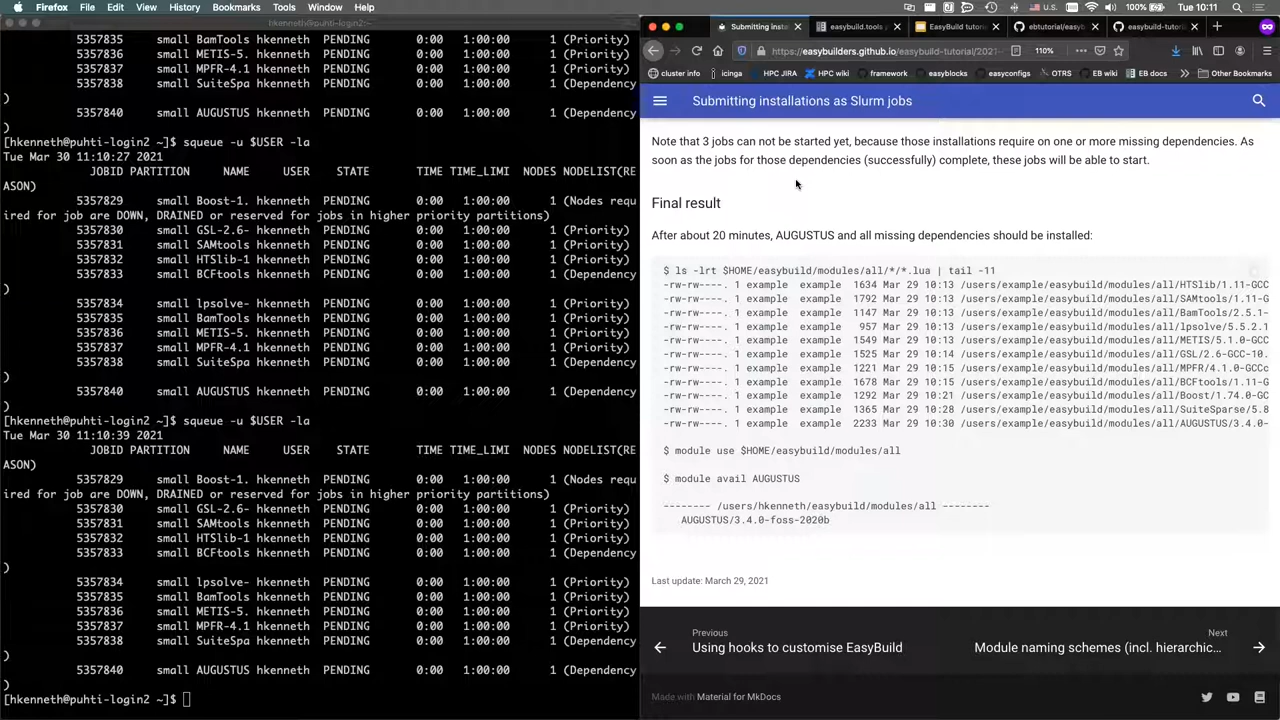 Firefox File Edit View History Bookmarks Tools Window Help
100% Tue 10:11
hkenneth@puhti-login2:~
5357835 small BamTools hkenneth PENDING 0:00 1:00:00 1 (Priority)
5357836 small METIS-5. hkenneth PENDING 0:00 1:00:00 1 (Priority)
5357837 small MPFR-4.1 hkenneth PENDING 0:00 1:00:00 1 (Priority)
5357838 small SuiteSpa hkenneth PENDING 0:00 1:00:00 1 (Dependency
)
5357840 small AUGUSTUS hkenneth PENDING 0:00 1:00:00 1 (Dependency
)
[hkenneth@puhti-login2 ~]$ squeue -u $USER -la
Tue Mar 30 11:10:27 2021
JOBID PARTITION NAME USER STATE TIME TIME_LIMI NODES NODELIST(RE
ASON)
5357829 small Boost-1. hkenneth PENDING 0:00 1:00:00 1 (Nodes requ
ired for job are DOWN, DRAINED or reserved for jobs in higher priority partitions)
5357830 small GSL-2.6- hkenneth PENDING 0:00 1:00:00 1 (Priority)
5357831 small SAMtools hkenneth PENDING 0:00 1:00:00 1 (Priority)
5357832 small HTSlib-1 hkenneth PENDING 0:00 1:00:00 1 (Priority)
5357833 small BCFtools hkenneth PENDING 0:00 1:00:00 1 (Dependency
)
5357834 small lpsolve- hkenneth PENDING 0:00 1:00:00 1 (Priority)
5357835 small BamTools hkenneth PENDING 0:00 1:00:00 1 (Priority)
5357836 small METIS-5. hkenneth PENDING 0:00 1:00:00 1 (Priority)
5357837 small MPFR-4.1 hkenneth PENDING 0:00 1:00:00 1 (Priority)
5357838 small SuiteSpa hkenneth PENDING 0:00 1:00:00 1 (Dependency
)
5357840 small AUGUSTUS hkenneth PENDING 0:00 1:00:00 1 (Dependency
)
[hkenneth@puhti-login2 ~]$ squeue -u $USER -la
Tue Mar 30 11:10:39 2021
JOBID PARTITION NAME USER STATE TIME TIME_LIMI NODES NODELIST(RE
ASON)
5357829 small Boost-1. hkenneth PENDING 0:00 1:00:00 1 (Nodes requ
ired for job are DOWN, DRAINED or reserved for jobs in higher priority partitions)
5357830 small GSL-2.6- hkenneth PENDING 0:00 1:00:00 1 (Priority)
5357831 small SAMtools hkenneth PENDING 0:00 1:00:00 1 (Priority)
5357832 small HTSlib-1 hkenneth PENDING 0:00 1:00:00 1 (Priority)
5357833 small BCFtools hkenneth PENDING 0:00 1:00:00 1 (Dependency
)
5357834 small lpsolve- hkenneth PENDING 0:00 1:00:00 1 (Priority)
5357835 small BamTools hkenneth PENDING 0:00 1:00:00 1 (Priority)
5357836 small METIS-5. hkenneth PENDING 0:00 1:00:00 1 (Priority)
5357837 small MPFR-4.1 hkenneth PENDING 0:00 1:00:00 1 (Priority)
5357838 small SuiteSpa hkenneth PENDING 0:00 1:00:00 1 (Dependency
)
5357840 small AUGUSTUS hkenneth PENDING 0:00 1:00:00 1 (Dependency
)
[hkenneth@puhti-login2 ~]$
Submitting insta easybuild.tools p EasyBuild tutoria ebtutorial/easyb easybuild-tutoria
https://easybuilders.github.io/easybuild-tutorial/2021- 110%
cluster info icinga HPC JIRA HPC wiki framework easyblocks easyconfigs OTRS EB wiki EB docs Other Bookmarks
Submitting installations as Slurm jobs
Note that 3 jobs can not be started yet, because those installations require on one or more missing dependencies. As
soon as the jobs for those dependencies (successfully) complete, these jobs will be able to start.
Final result
After about 20 minutes, AUGUSTUS and all missing dependencies should be installed:
$ ls -lrt $HOME/easybuild/modules/all/*/*.lua | tail -11
-rw-rw----. 1 example example 1634 Mar 29 10:13 /users/example/easybuild/modules/all/HTSlib/1.11-GCC
-rw-rw----. 1 example example 1792 Mar 29 10:13 /users/example/easybuild/modules/all/SAMtools/1.11-G
-rw-rw----. 1 example example 1147 Mar 29 10:13 /users/example/easybuild/modules/all/BamTools/2.5.1-
-rw-rw----. 1 example example 957 Mar 29 10:13 /users/example/easybuild/modules/all/lpsolve/5.5.2.1
-rw-rw----. 1 example example 1549 Mar 29 10:13 /users/example/easybuild/modules/all/METIS/5.1.0-GCC
-rw-rw----. 1 example example 1525 Mar 29 10:14 /users/example/easybuild/modules/all/GSL/2.6-GCC-10.
-rw-rw----. 1 example example 1221 Mar 29 10:15 /users/example/easybuild/modules/all/MPFR/4.1.0-GCCc
-rw-rw----. 1 example example 1678 Mar 29 10:15 /users/example/easybuild/modules/all/BCFtools/1.11-G
-rw-rw----. 1 example example 1292 Mar 29 10:21 /users/example/easybuild/modules/all/Boost/1.74.0-GC
-rw-rw----. 1 example example 1365 Mar 29 10:28 /users/example/easybuild/modules/all/SuiteSparse/5.8
-rw-rw----. 1 example example 2233 Mar 29 10:30 /users/example/easybuild/modules/all/AUGUSTUS/3.4.0-
$ module use $HOME/easybuild/modules/all
$ module avail AUGUSTUS
-------- /users/hkenneth/easybuild/modules/all --------
AUGUSTUS/3.4.0-foss-2020b
Last update: March 29, 2021
Previous
Using hooks to customise EasyBuild
Next
Module naming schemes (incl. hierarchic...
Made with Material for MkDocs